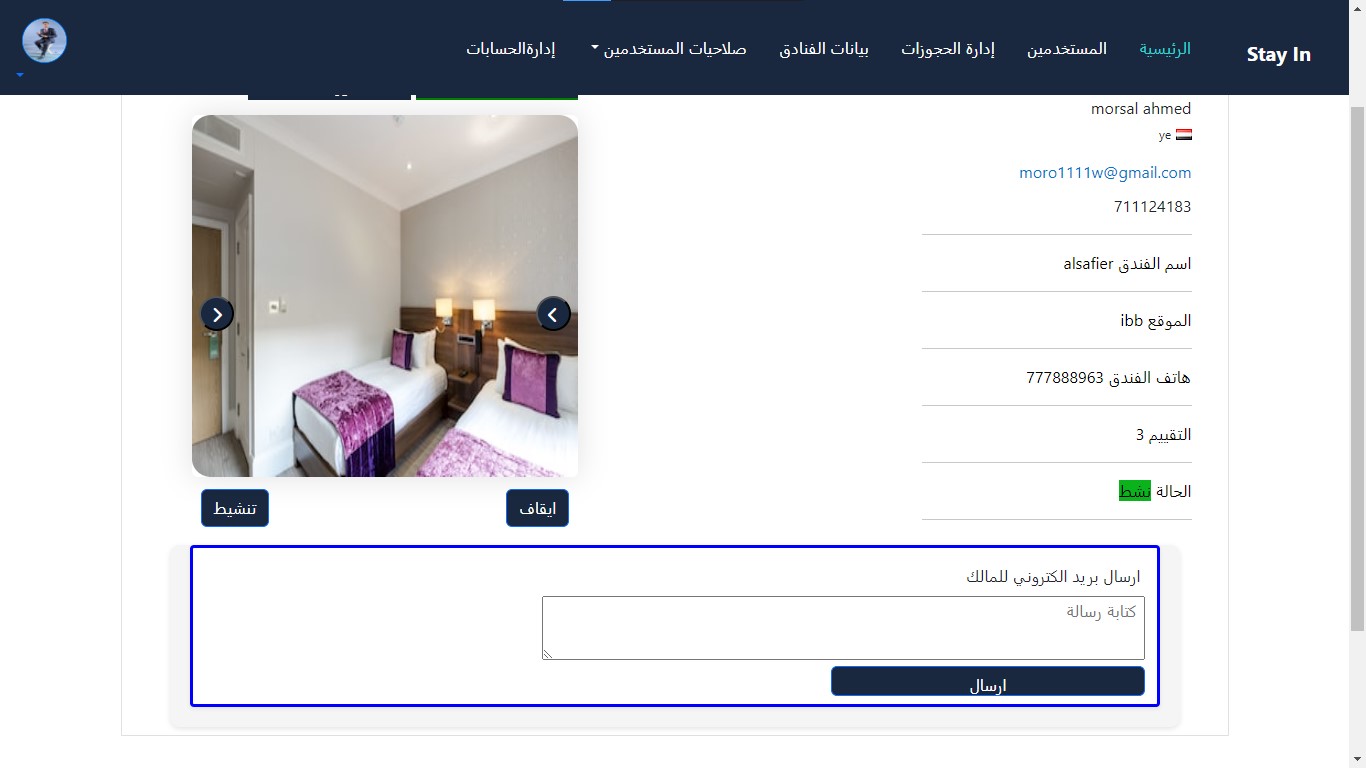 Stay In
الرئيسية
المستخدمين
إدارة الحجوزات
بيانات الفنادق
صلاحيات المستخدمين
إدارةالحسابات
morsal ahmed
ye
moro1111w@gmail.com
711124183
اسم الفندق alsafier
الموقع ibb
هاتف الفندق 777888963
التقييم 3
الحالة نشط
ايقاف
تنشيط
ارسال بريد الكتروني للمالك
كتابة رسالة
ارسال